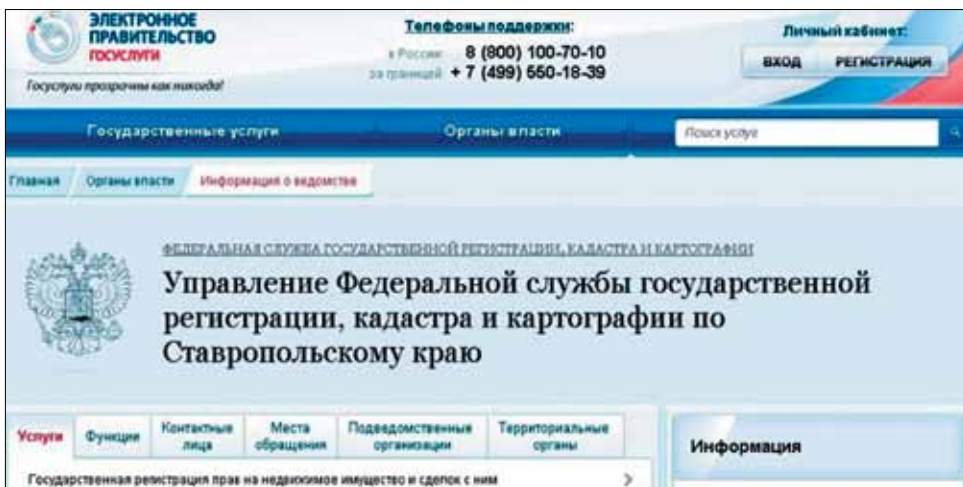 ЭЛЕКТРОННОЕ
ПРАВИТЕЛЬСТВО
ГОСУСЛУГИ
Госуслуги прозрачны как никогда!
Телефоны поддержки:
в России: 8 (800) 100-70-10
за границей + 7 (499) 550-18-39
Личный кабинет:
ВХОД РЕГИСТРАЦИЯ
Государственные услуги Органы власти Поиск услуг
Главная Органы власти Информация о ведомстве
ФЕДЕРАЛЬНАЯ СЛУЖБА ГОСУДАРСТВЕННОЙ РЕГИСТРАЦИИ, КАДАСТРА И КАРТОГРАФИИ
Управление Федеральной службы государственной
регистрации, кадастра и картографии по
Ставропольскому краю
Услуги Функции Контактные лица Места обращения Подведомственные организации Территориальные органы
Информация
Государственная регистрация прав на недвижимое имущество и сделок с ним